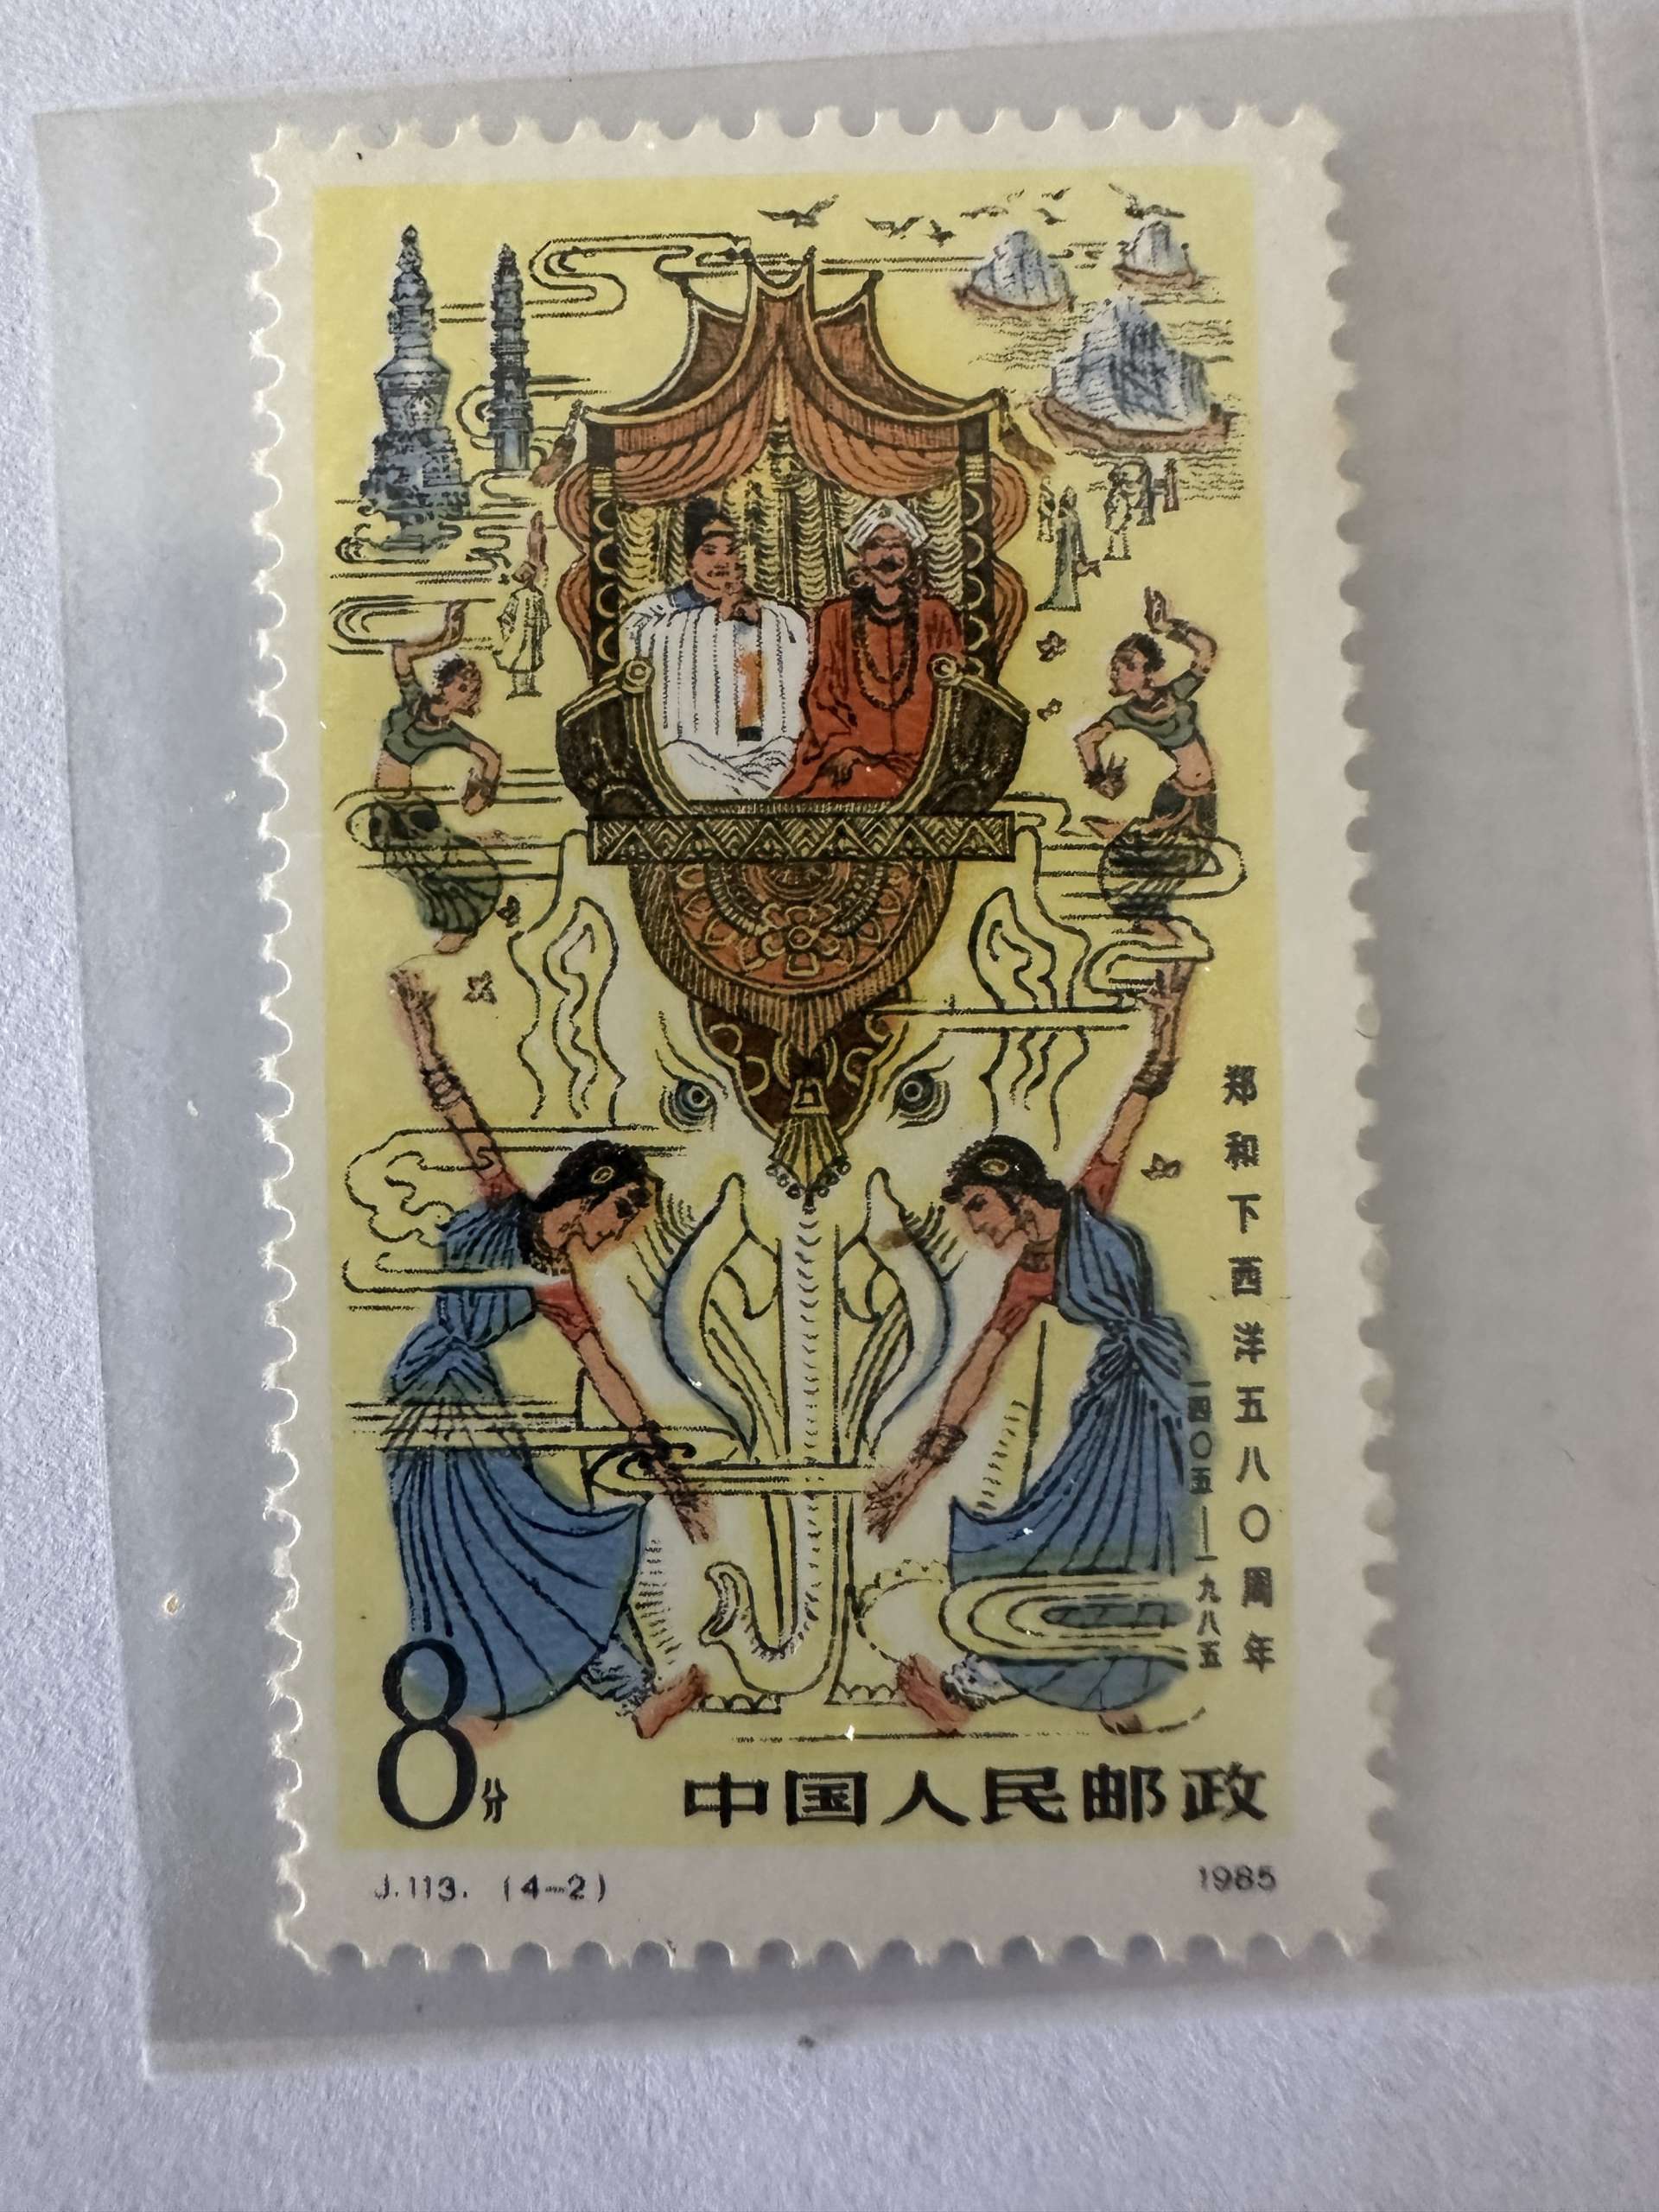 郑和下西洋五八〇周年
一四〇五——一九八五
8分
中国人民邮政
J.113. (4-2)
1985